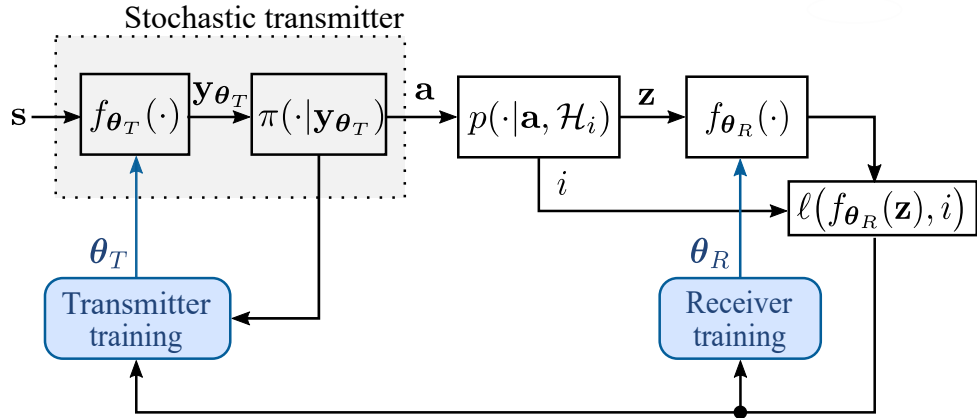 Stochastic transmitter
s
f_{θ_T}(·)
y_{θ_T}
π(·|y_{θ_T})
a
p(·|a, ℋ_i)
z
f_{θ_R}(·)
i
ℓ(f_{θ_R}(z), i)
θ_T
θ_R
Transmitter
training
Receiver
training